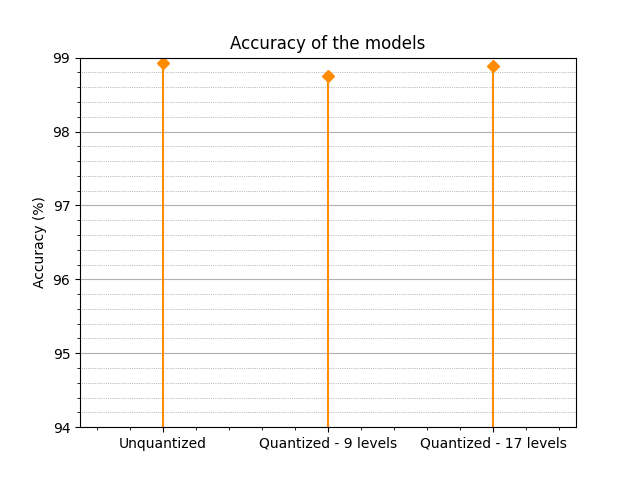 Accuracy of the models
99
98
97
96
95
94
Accuracy (%)
Unquantized
Quantized - 9 levels
Quantized - 17 levels